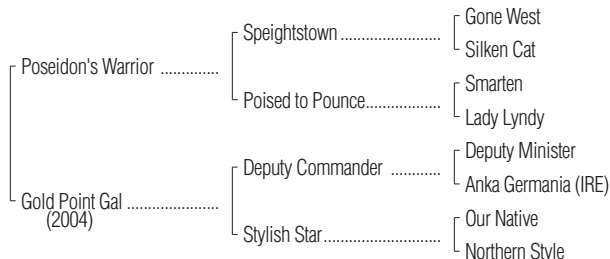 Gone West
Speightstown
Silken Cat
Poseidon's Warrior
Smarten
Poised to Pounce
Lady Lyndy
Deputy Minister
Deputy Commander
Anka Germania (IRE)
Gold Point Gal
(2004)
Our Native
Stylish Star
Northern Style